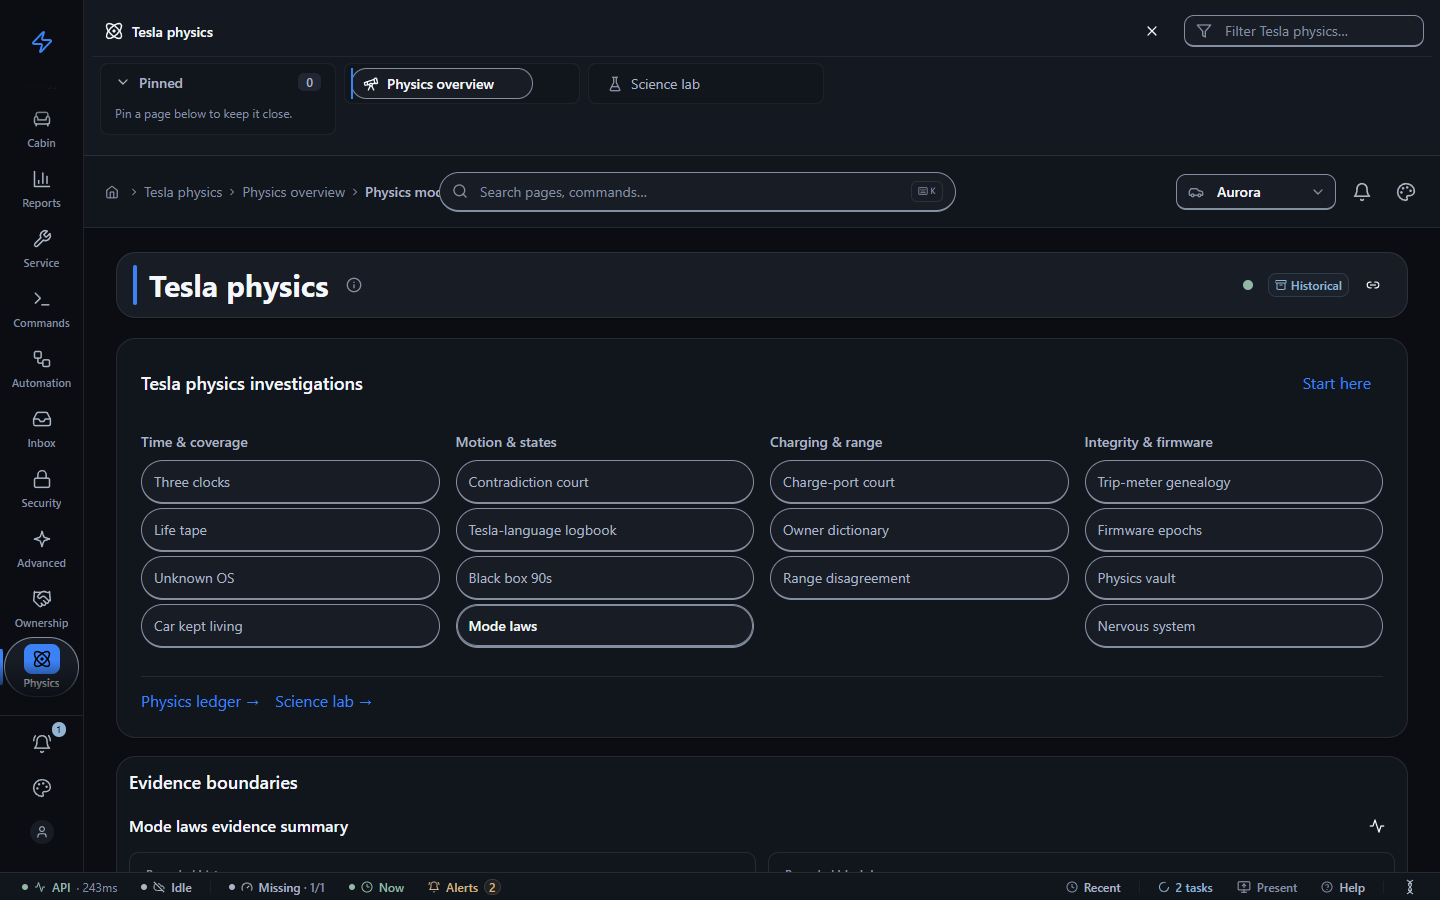 Tesla physics
Filter Tesla physics...
Pinned
0
Pin a page below to keep it close.
Physics overview
Science lab
Cabin
Reports
Service
Commands
Automation
Inbox
Security
Advanced
Ownership
Physics
1
Tesla physics
Physics overview
Physics mod
Search pages, commands...
K
Aurora
Tesla physics
Historical
Tesla physics investigations
Start here
Time & coverage
Three clocks
Life tape
Unknown OS
Car kept living
Motion & states
Contradiction court
Tesla-language logbook
Black box 90s
Mode laws
Charging & range
Charge-port court
Owner dictionary
Range disagreement
Integrity & firmware
Trip-meter genealogy
Firmware epochs
Physics vault
Nervous system
Physics ledger →
Science lab →
Evidence boundaries
Mode laws evidence summary
API · 243ms
Idle
Missing · 1/1
Now
Alerts 2
Recent
2 tasks
Present
Help